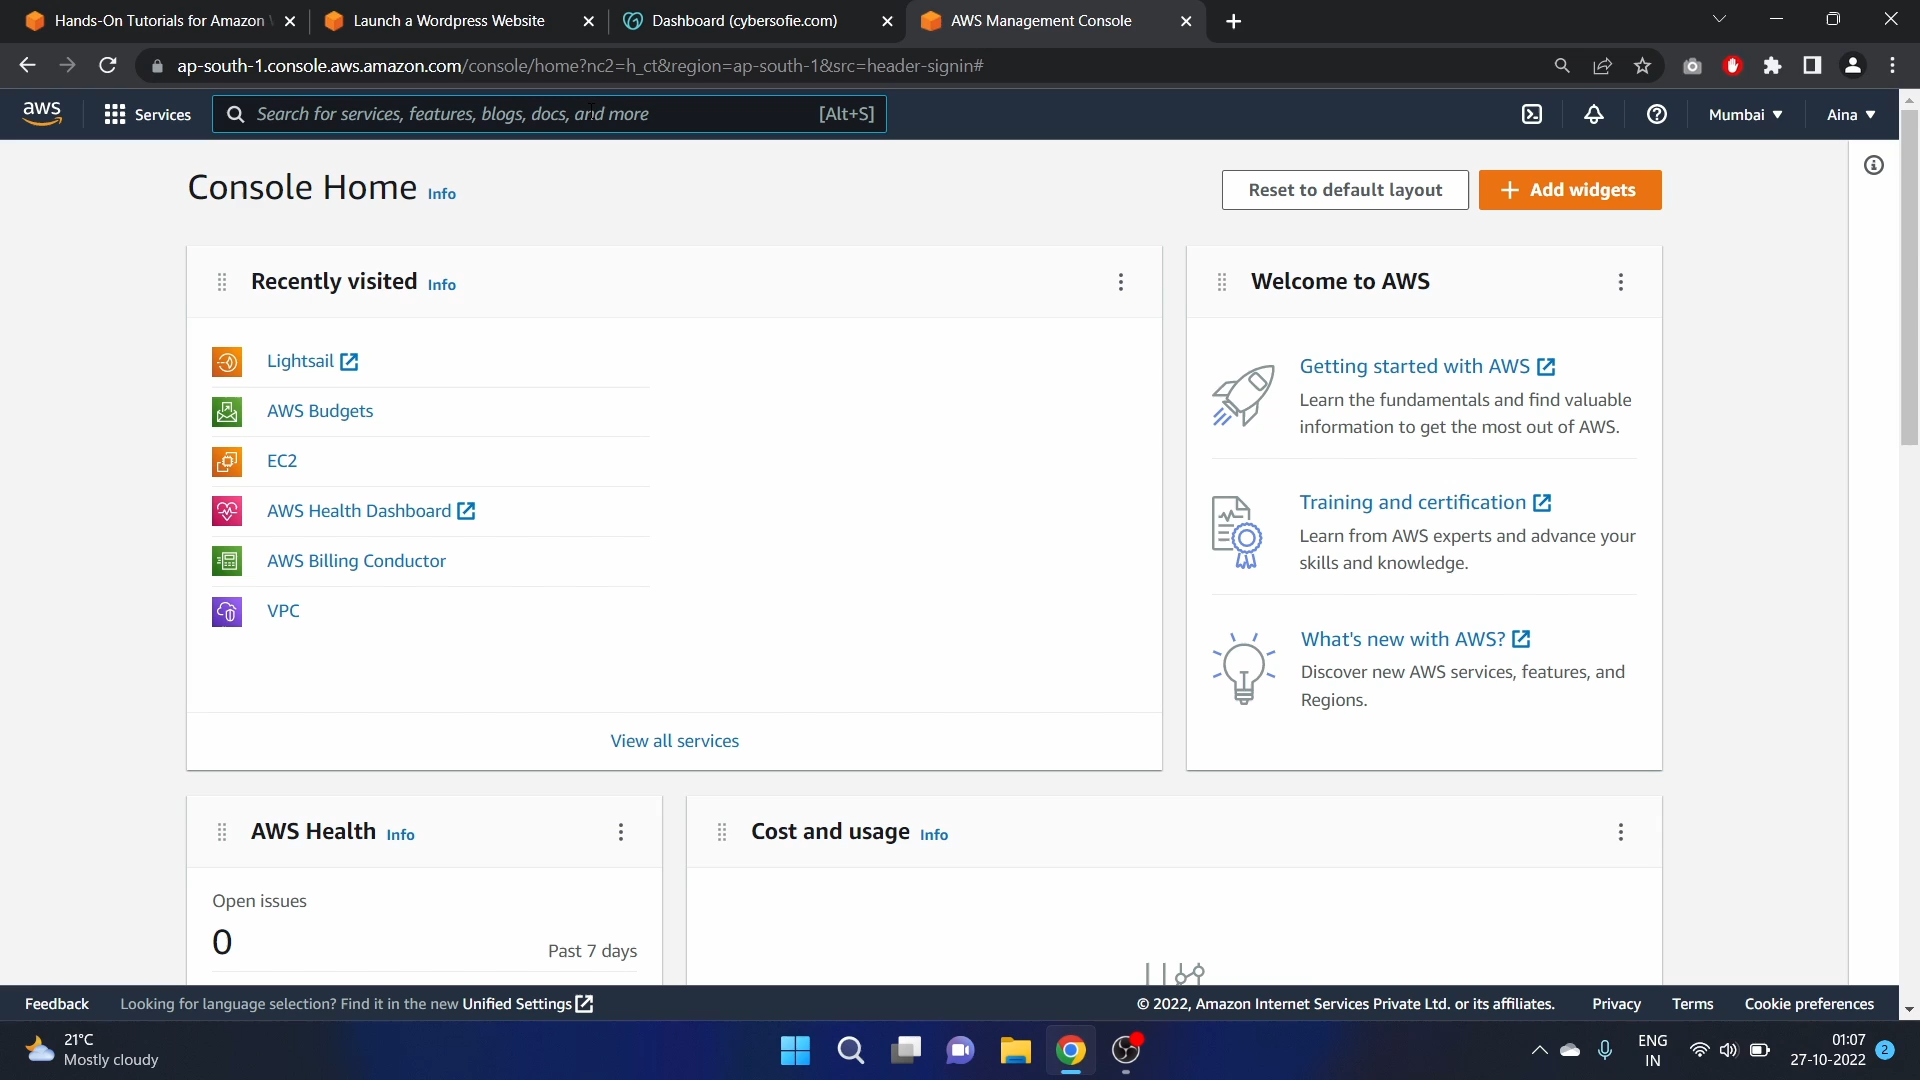 Hands-On Tutorials for Amazon
Launch a Wordpress Website
Dashboard (cybersofie.com)
AWS Management Console
ap-south-1.console.aws.amazon.com/console/home?nc2=h_ct&region=ap-south-1&src=header-signin#
aws
Services
Search for services, features, blogs, docs, and more
[Alt+S]
Mumbai
Aina
Console Home Info
Reset to default layout
Add widgets
Recently visited Info
Lightsail
AWS Budgets
EC2
AWS Health Dashboard
AWS Billing Conductor
VPC
View all services
Welcome to AWS
Getting started with AWS
Learn the fundamentals and find valuable
information to get the most out of AWS.
Training and certification
Learn from AWS experts and advance your
skills and knowledge.
What's new with AWS?
Discover new AWS services, features, and
Regions.
AWS Health Info
Open issues
0
Past 7 days
Cost and usage Info
Feedback
Looking for language selection? Find it in the new Unified Settings
© 2022, Amazon Internet Services Private Ltd. or its affiliates.
Privacy
Terms
Cookie preferences
21°C
Mostly cloudy
ENG
IN
01:07
27-10-2022
2